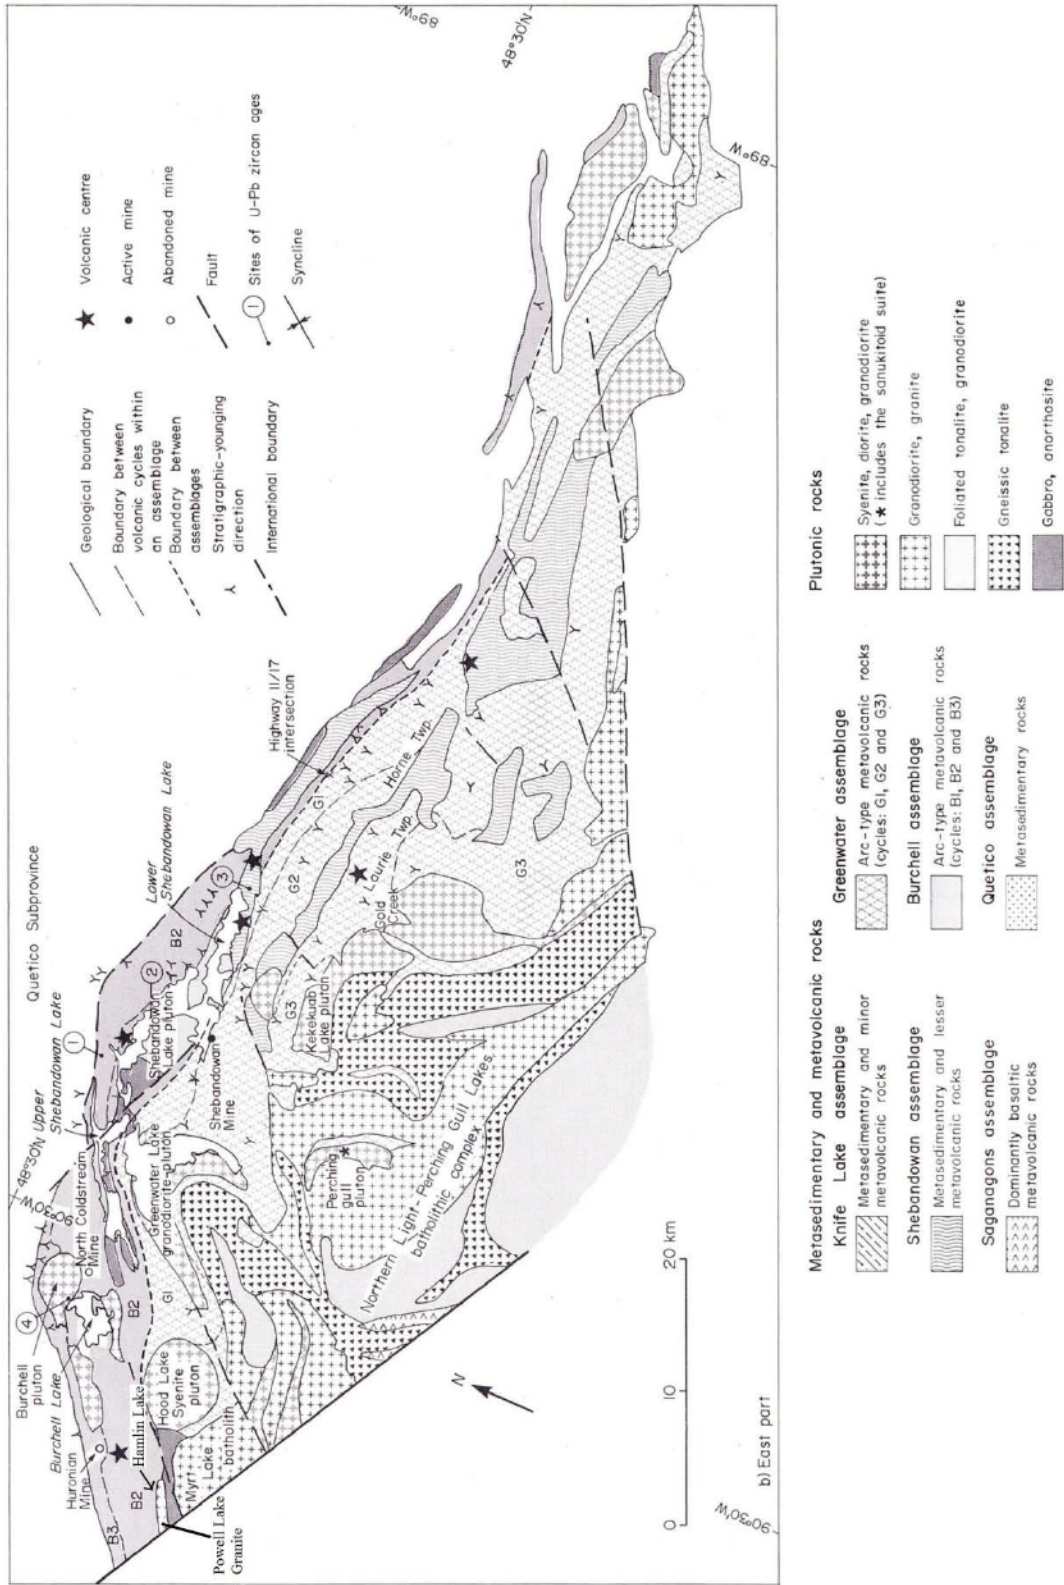 Quetico Subprovince
48°30'N
90°30'W
Upper
Shebandowan Lake
Lower
Shebandowan Lake
Highway 11/17
intersection
89°W
48°30'N
89°W
90°30'W
Burchell
pluton
Burchell Lake
Huronian
Mine
Hamlin Lake
Powell Lake
Granite
North Coldstream
Mine
Shebandowan
Lake pluton
Shebandowan
Mine
Greenwater Lake
granodiorite-pluton
Hood Lake
Syenite
pluton
Myrt
Lake
batholith
Perching
gull
pluton
Kekekuab
Lake pluton
Gold
Creek
Laurie Twp.
Horne Twp.
Northern Light-Perching Gull Lakes
batholithic complex
B3
B2
B2
B2
G1
G1
G2
G3
G3
1
2
3
4
N
0 10 20 km
b) East part
Geological boundary
Boundary between
volcanic cycles within
an assemblage
Boundary between
assemblages
Stratigraphic-younging
direction
International boundary
Volcanic centre
Active mine
Abandoned mine
Fault
1 Sites of U-Pb zircon ages
Syncline
Metasedimentary and metavolcanic rocks
Knife Lake assemblage
Metasedimentary and minor
metavolcanic rocks
Shebandowan assemblage
Metasedimentary and lesser
metavolcanic rocks
Saganagons assemblage
Dominantly basaltic
metavolcanic rocks
Greenwater assemblage
Arc-type metavolcanic rocks
(cycles: G1, G2 and G3)
Burchell assemblage
Arc-type metavolcanic rocks
(cycles: B1, B2 and B3)
Quetico assemblage
Metasedimentary rocks
Plutonic rocks
Syenite, diorite, granodiorite
(★ includes the sanukitoid suite)
Granodiorite, granite
Foliated tonalite, granodiorite
Gneissic tonalite
Gabbro, anorthosite